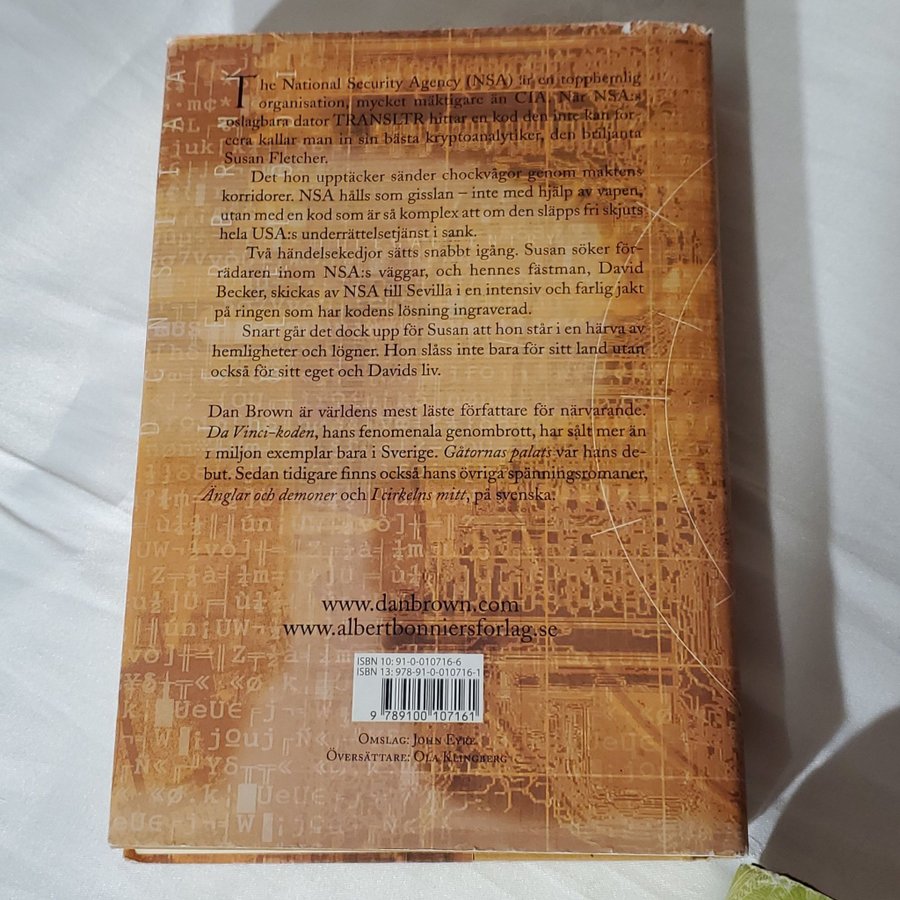 The National Security Agency (NSA) är en topphemlig
organisation, mycket mäktigare än CIA. När NSA:s
oslagbara dator TRANSLTR hittar en kod den inte kan for-
cera kallar man in sin bästa kryptoanalytiker, den briljanta
Susan Fletcher.
Det hon upptäcker sänder chockvågor genom maktens
korridorer. NSA hålls som gisslan – inte med hjälp av vapen,
utan med en kod som är så komplex att om den släpps fri skjuts
hela USA:s underrättelsetjänst i sank.
Två händelsekedjor sätts snabbt igång. Susan söker för-
rädaren inom NSA:s väggar, och hennes fästman, David
Becker, skickas av NSA till Sevilla i en intensiv och farlig jakt
på ringen som har kodens lösning ingraverad.
Snart går det dock upp för Susan att hon står i en härva av
hemligheter och lögner. Hon slåss inte bara för sitt land utan
också för sitt eget och Davids liv.
Dan Brown är världens mest läste författare för närvarande.
Da Vinci-koden, hans fenomenala genombrott, har sålt mer än
1 miljon exemplar bara i Sverige. Gåtornas palats var hans de-
but. Sedan tidigare finns också hans övriga spänningsromaner,
Änglar och demoner och I cirkelns mitt, på svenska.
www.danbrown.com
www.albertbonniersforlag.se
ISBN 10: 91-0-010716-6
ISBN 13: 978-91-0-010716-1
9 789100 107161
Omslag: John Eyre
Översättare: Ola Klingberg